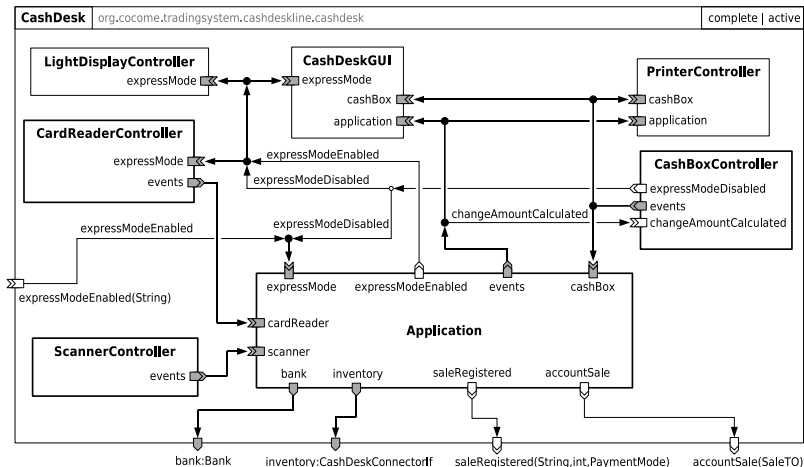 CashDesk org.cocome.tradingsystem.cashdeskline.cashdesk complete | active
LightDisplayController
expressMode
CashDeskGUI
expressMode
cashBox
application
PrinterController
cashBox
application
CardReaderController
expressMode
events
expressModeEnabled
expressModeDisabled
CashBoxController
expressModeDisabled
events
changeAmountCalculated
expressModeEnabled
expressModeDisabled
changeAmountCalculated
expressModeEnabled(String)
expressMode
expressModeEnabled
events
cashBox
cardReader
Application
scanner
ScannerController
events
bank
inventory
saleRegistered
accountSale
bank:Bank
inventory:CashDeskConnectorIf
saleRegistered(String,int,PaymentMode)
accountSale(SaleTO)